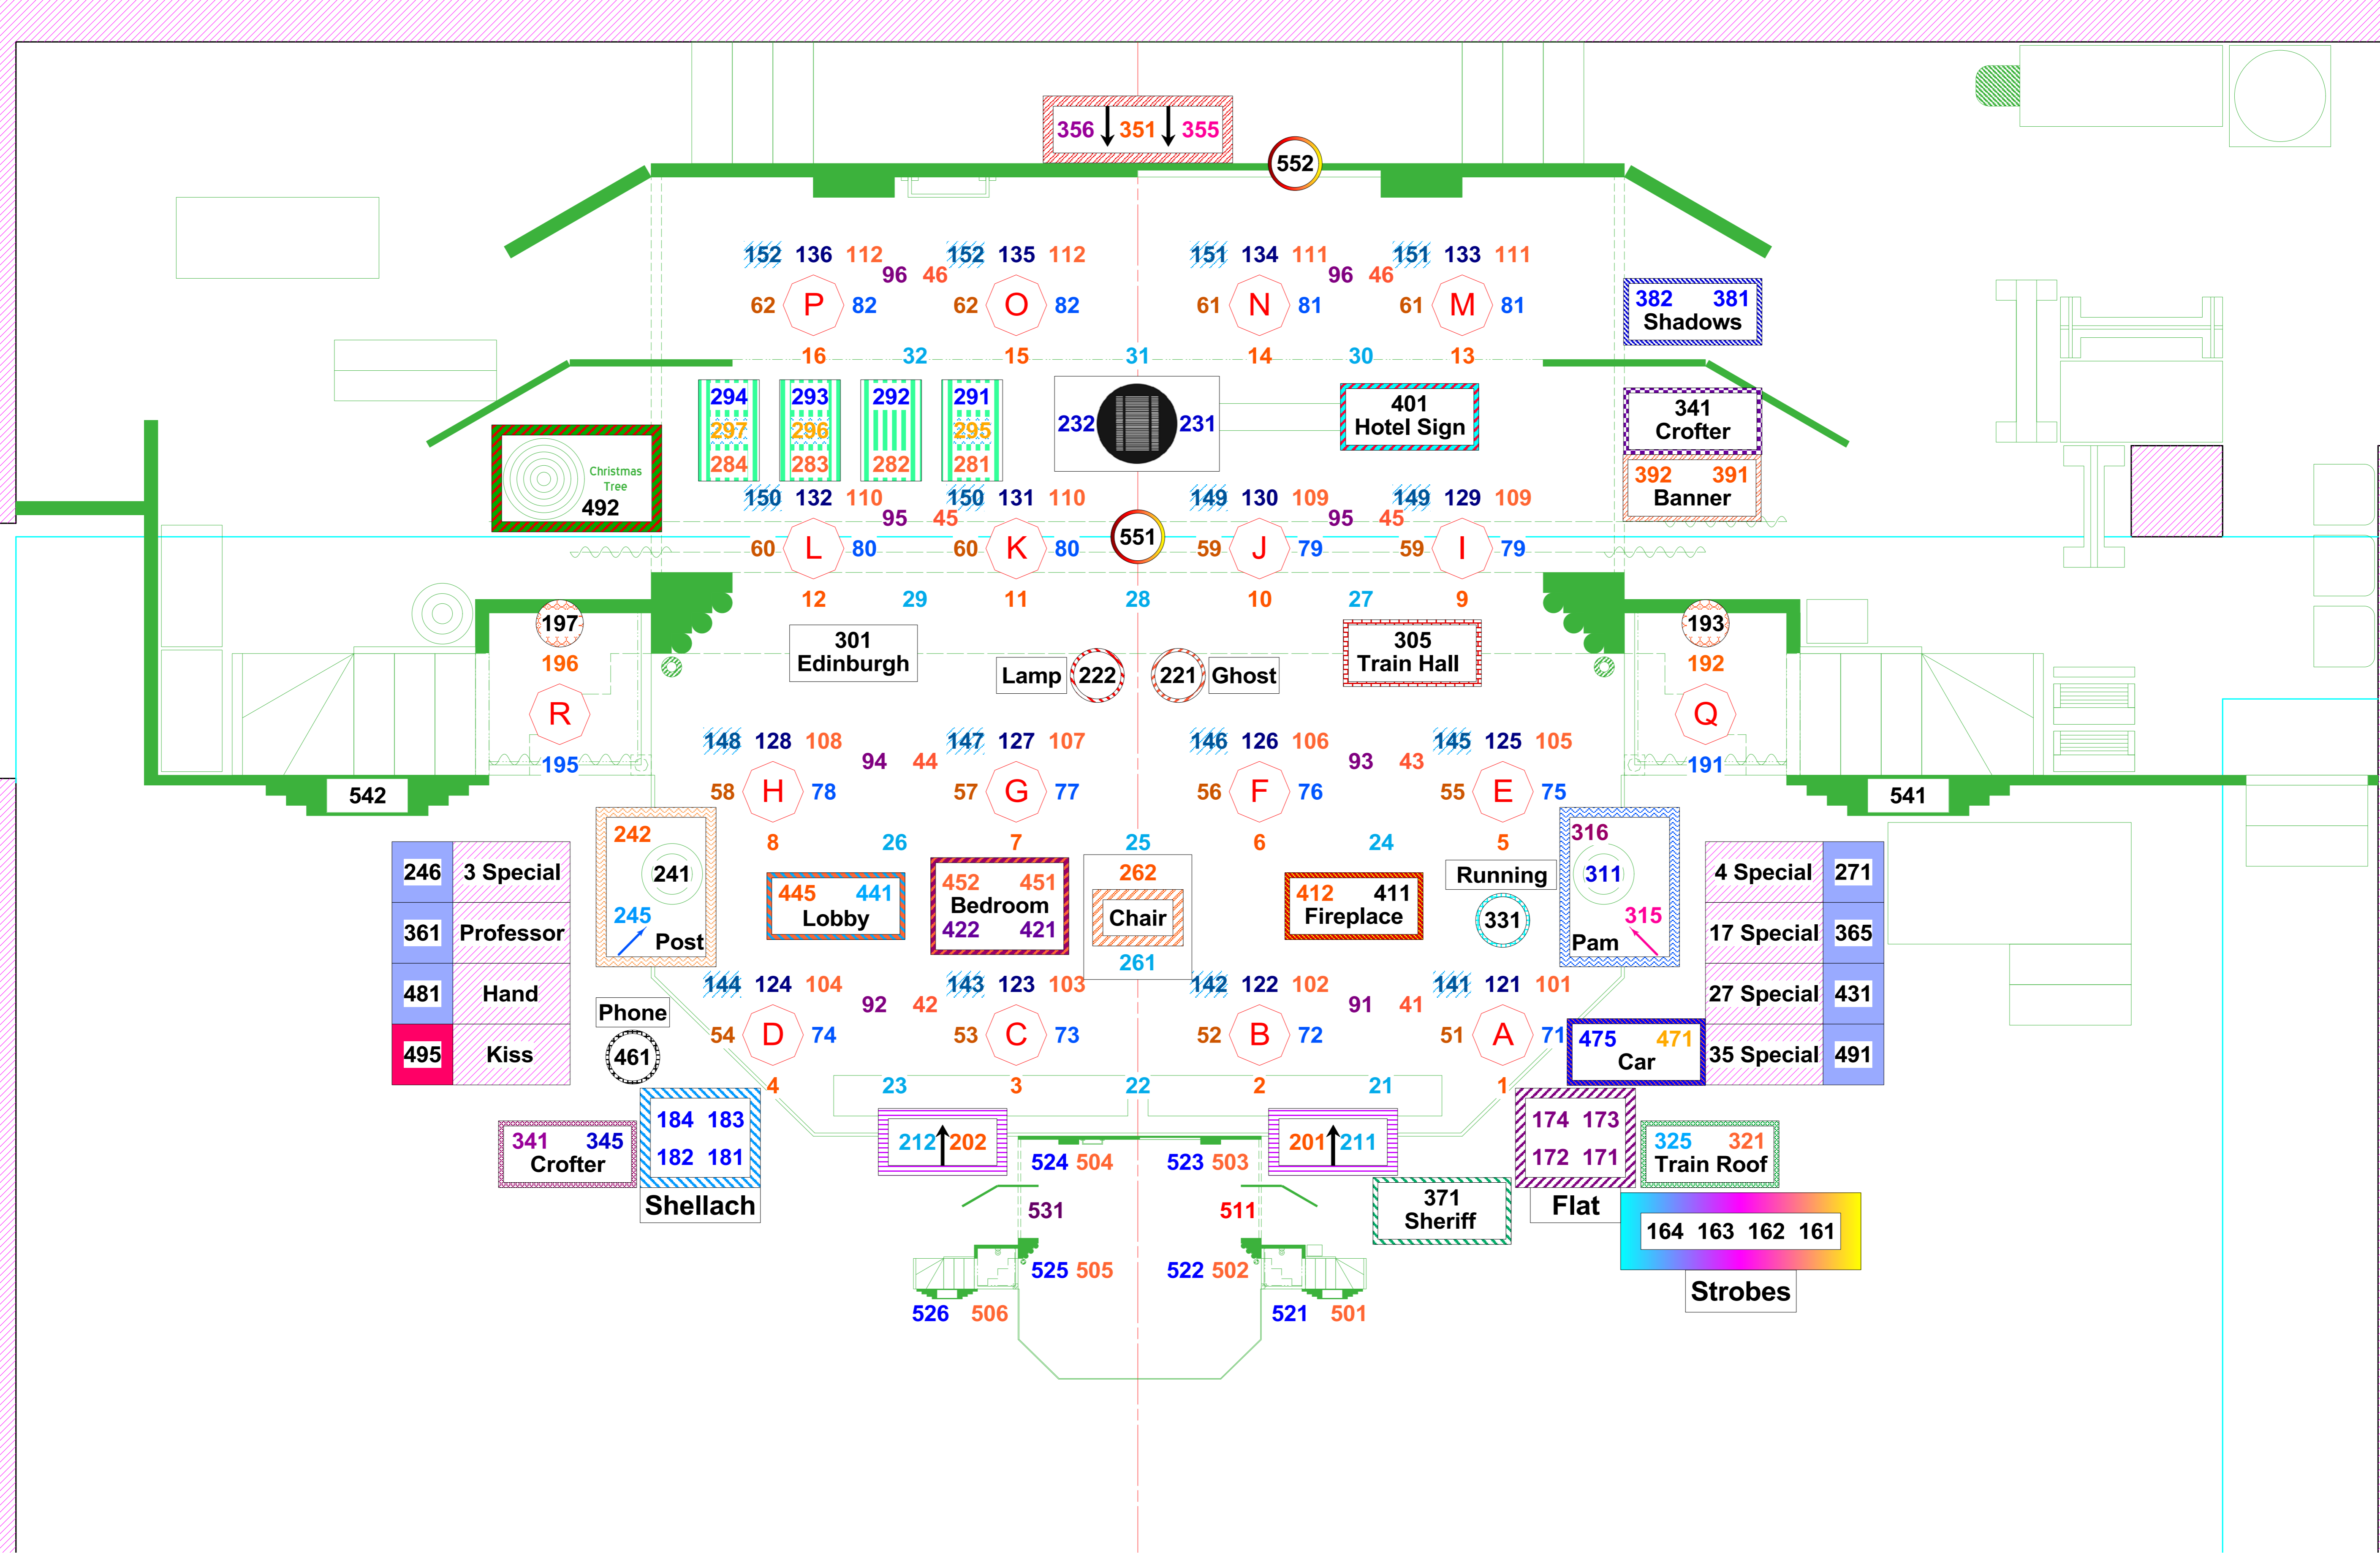 356 351 355
552
152 136 112 152 135 112 151 134 111 151 133 111
96 46 96 46
62 P 82 62 O 82 61 N 81 61 M 81
382 381
Shadows
16 32 15 31 14 30 13
294 293 292 291
297 296 295
284 283 282 281
232 231
401
Hotel Sign
341
Crofter
392 391
Banner
Christmas
Tree
492
150 132 110 150 131 110 149 130 109 149 129 109
95 45 95 45
551
60 L 80 60 K 80 59 J 79 59 I 79
12 29 11 28 10 27 9
197
196
R
195
193
192
Q
191
301
Edinburgh
Lamp 222 221 Ghost
305
Train Hall
148 128 108 147 127 107 146 126 106 145 125 105
94 44 93 43
58 H 78 57 G 77 56 F 76 55 E 75
542
541
8 26 7 25 6 24 5
242
241
245
Post
246 3 Special
361 Professor
481 Hand
495 Kiss
445 441
Lobby
452 451
Bedroom
422 421
262
Chair
261
412 411
Fireplace
Running
331
316
311
315
Pam
4 Special 271
17 Special 365
27 Special 431
35 Special 491
144 124 104 143 123 103 142 122 102 141 121 101
92 42 91 41
54 D 74 53 C 73 52 B 72 51 A 71
Phone
461
475 471
Car
4 23 3 22 2 21 1
341 345
Crofter
184 183
182 181
Shellach
212 202
201 211
174 173
172 171
Flat
325 321
Train Roof
524 504 523 503
531 511
371
Sheriff
164 163 162 161
Strobes
525 505 522 502
526 506 521 501